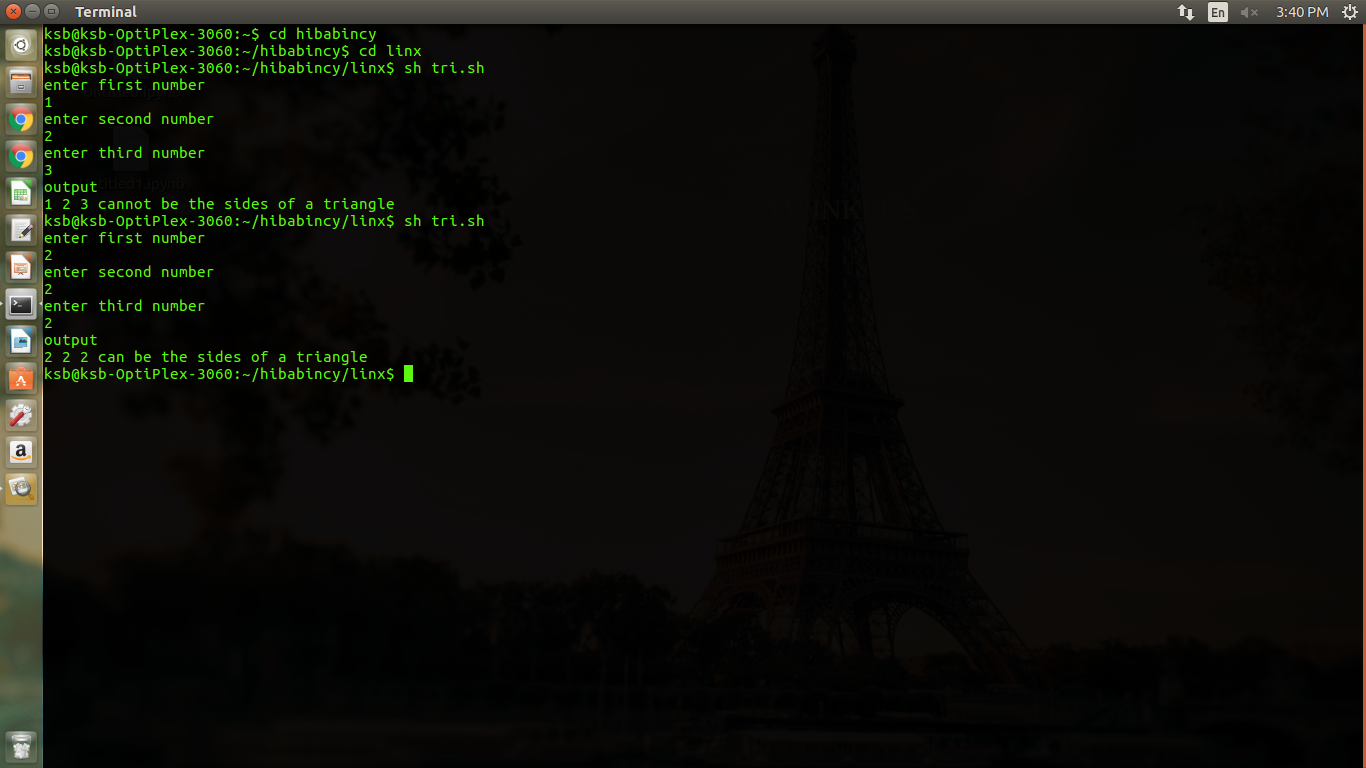 Terminal
En
3:40 PM
ksb@ksb-OptiPlex-3060:~$ cd hibabincy
ksb@ksb-OptiPlex-3060:~/hibabincy$ cd linx
ksb@ksb-OptiPlex-3060:~/hibabincy/linx$ sh tri.sh
enter first number
1
enter second number
2
enter third number
3
output
1 2 3 cannot be the sides of a triangle
ksb@ksb-OptiPlex-3060:~/hibabincy/linx$ sh tri.sh
enter first number
2
enter second number
2
enter third number
2
output
2 2 2 can be the sides of a triangle
ksb@ksb-OptiPlex-3060:~/hibabincy/linx$